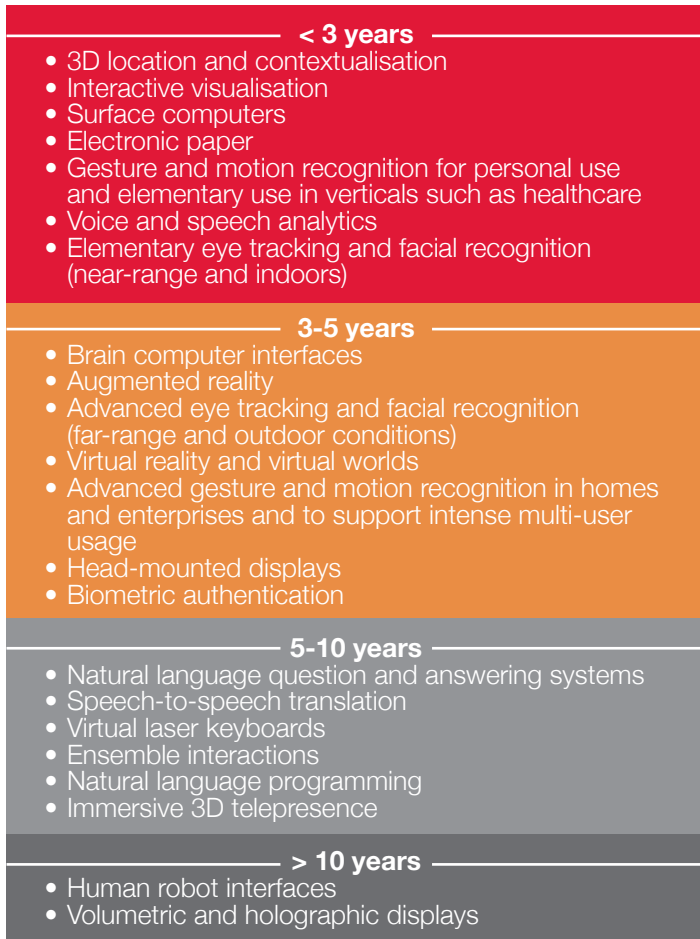 < 3 years
• 3D location and contextualisation
• Interactive visualisation
• Surface computers
• Electronic paper
• Gesture and motion recognition for personal use
and elementary use in verticals such as healthcare
• Voice and speech analytics
• Elementary eye tracking and facial recognition
(near-range and indoors)
3-5 years
• Brain computer interfaces
• Augmented reality
• Advanced eye tracking and facial recognition
(far-range and outdoor conditions)
• Virtual reality and virtual worlds
• Advanced gesture and motion recognition in homes
and enterprises and to support intense multi-user
usage
• Head-mounted displays
• Biometric authentication
5-10 years
• Natural language question and answering systems
• Speech-to-speech translation
• Virtual laser keyboards
• Ensemble interactions
• Natural language programming
• Immersive 3D telepresence
> 10 years
• Human robot interfaces
• Volumetric and holographic displays